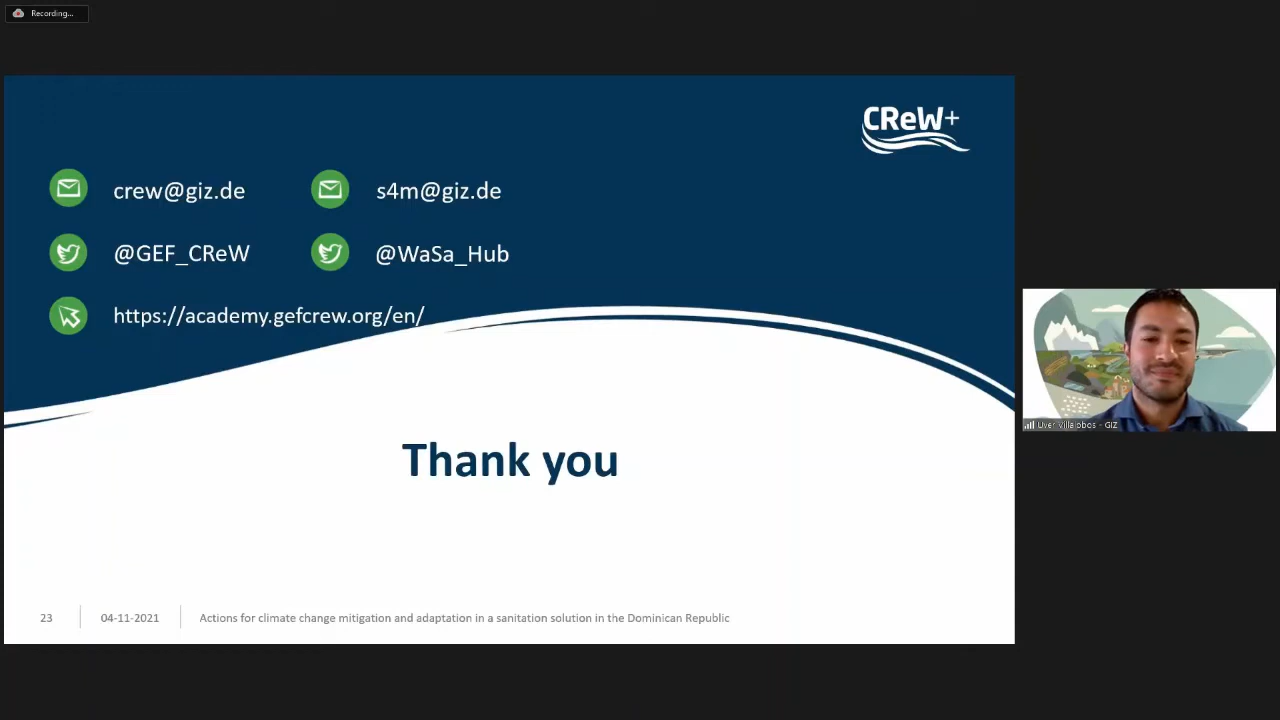 Recording...
CReW+
crew@giz.de
s4m@giz.de
@GEF_CReW
@WaSa_Hub
https://academy.gefcrew.org/en/
Thank you
23
04-11-2021
Actions for climate change mitigation and adaptation in a sanitation solution in the Dominican Republic
Villalobos - GIZ